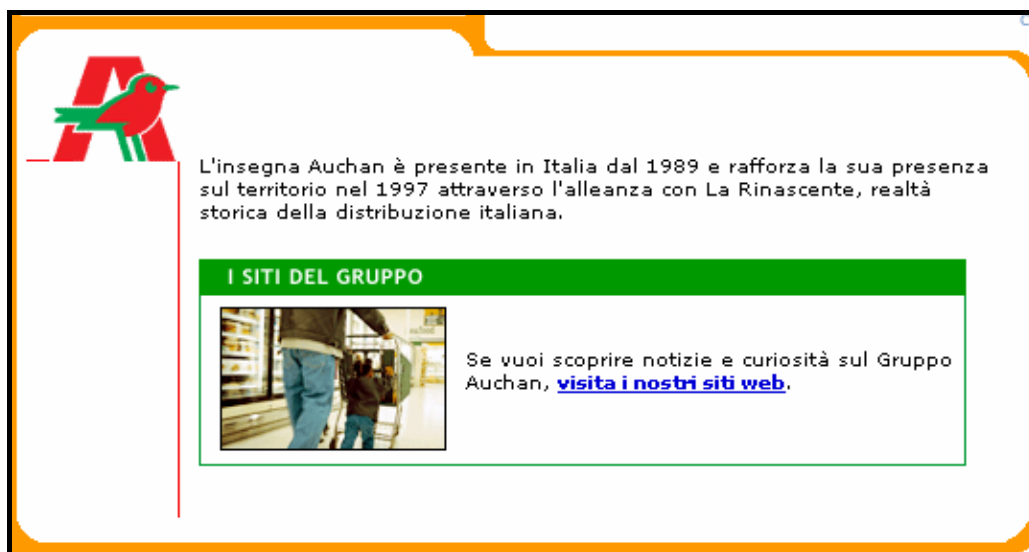 L'insegna Auchan è presente in Italia dal 1989 e rafforza la sua presenza
sul territorio nel 1997 attraverso l'alleanza con La Rinascente, realtà
storica della distribuzione italiana.
I SITI DEL GRUPPO
Se vuoi scoprire notizie e curiosità sul Gruppo
Auchan, visita i nostri siti web.